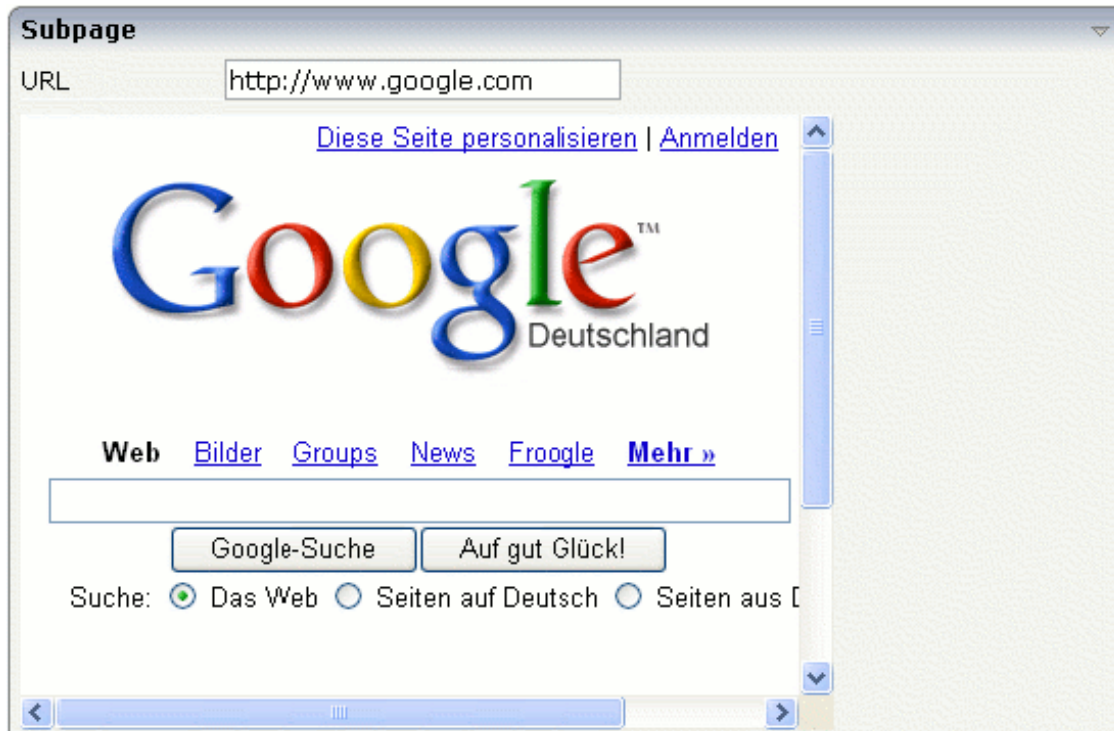 Subpage
URL http://www.google.com
Diese Seite personalisieren | Anmelden
Google™
Deutschland
Web Bilder Groups News Froogle Mehr »
Google-Suche Auf gut Glück!
Suche: Das Web Seiten auf Deutsch Seiten aus